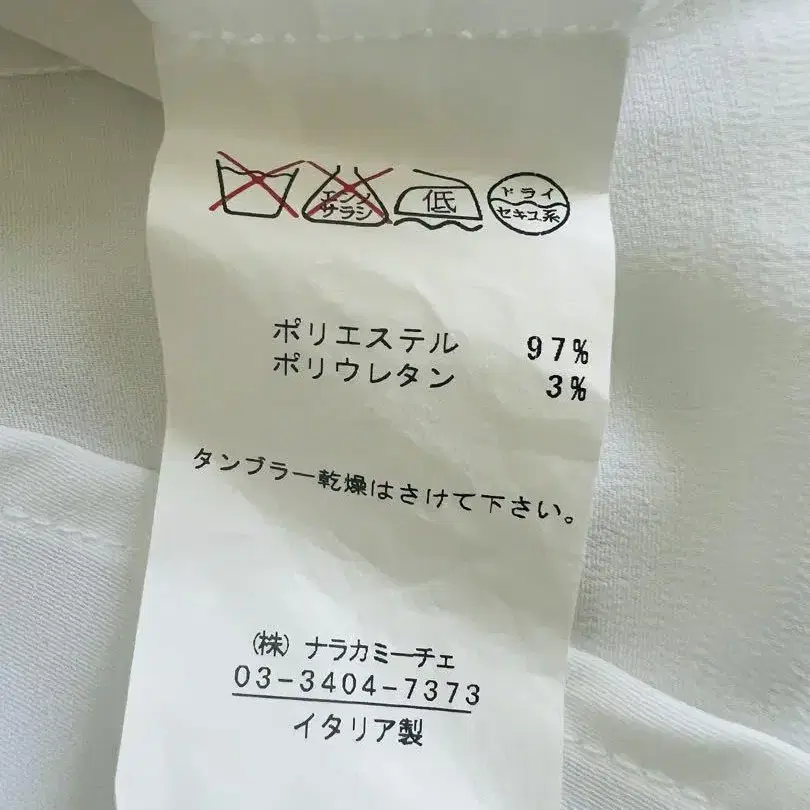 エンソ
サラシ
低
ドライ
セキユ系
ポリエステル 97%
ポリウレタン 3%
タンブラー乾燥はさけて下さい。
(株) ナラカミーチェ
03-3404-7373
イタリア製